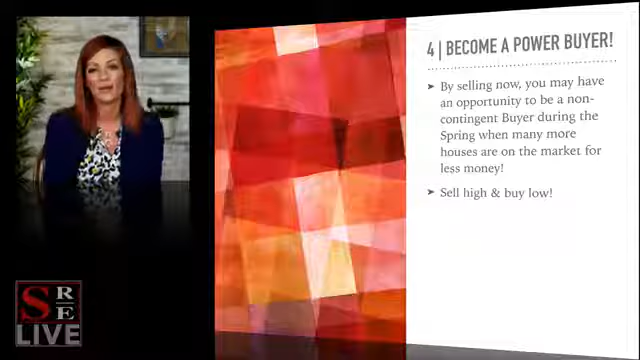 4 | BECOME A POWER BUYER!
➤ By selling now, you may have
an opportunity to be a non-
contingent Buyer during the
Spring when many more
houses are on the market for
less money!
➤ Sell high & buy low!
SRE
LIVE